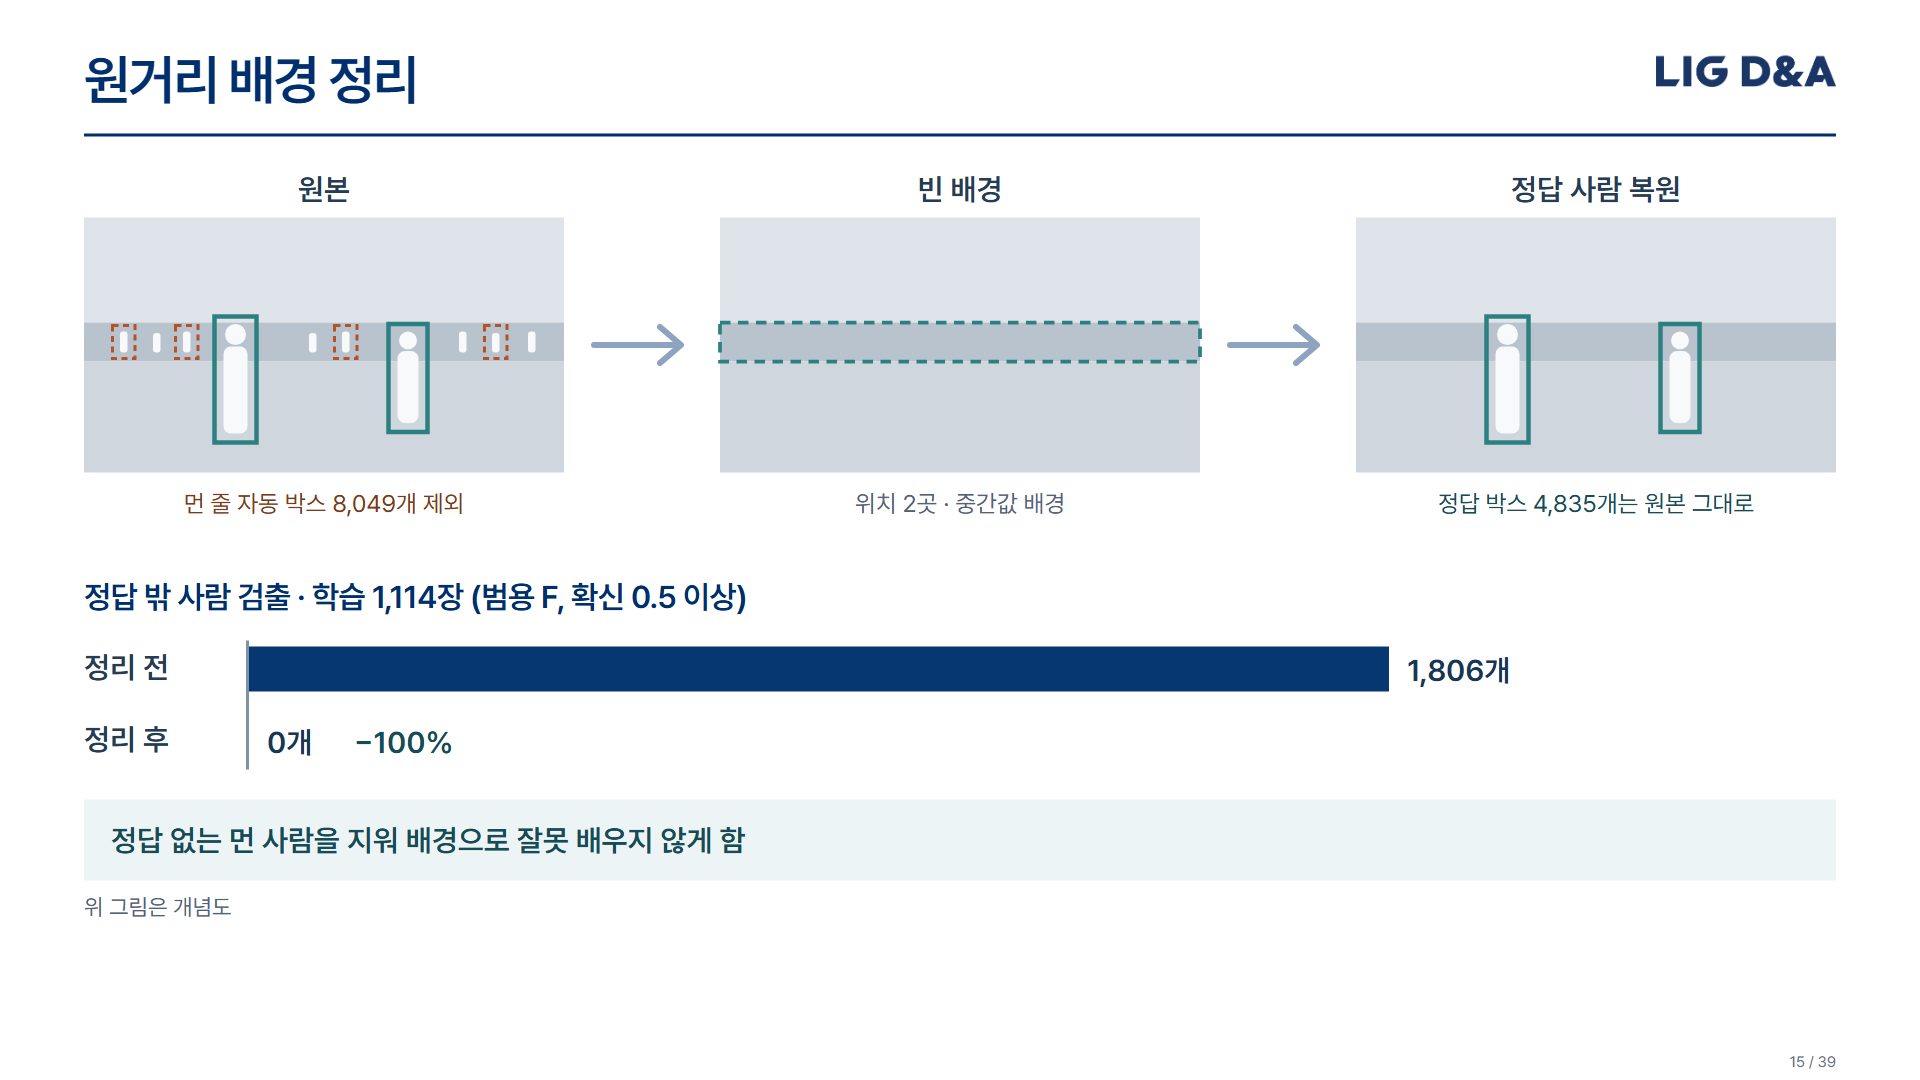 원거리 배경 정리
LIG D&A
원본
빈 배경
정답 사람 복원
먼 줄 자동 박스 8,049개 제외
위치 2곳 · 중간값 배경
정답 박스 4,835개는 원본 그대로
정답 밖 사람 검출 · 학습 1,114장 (범용 F, 확신 0.5 이상)
정리 전
1,806개
정리 후
0개 −100%
정답 없는 먼 사람을 지워 배경으로 잘못 배우지 않게 함
위 그림은 개념도
15 / 39